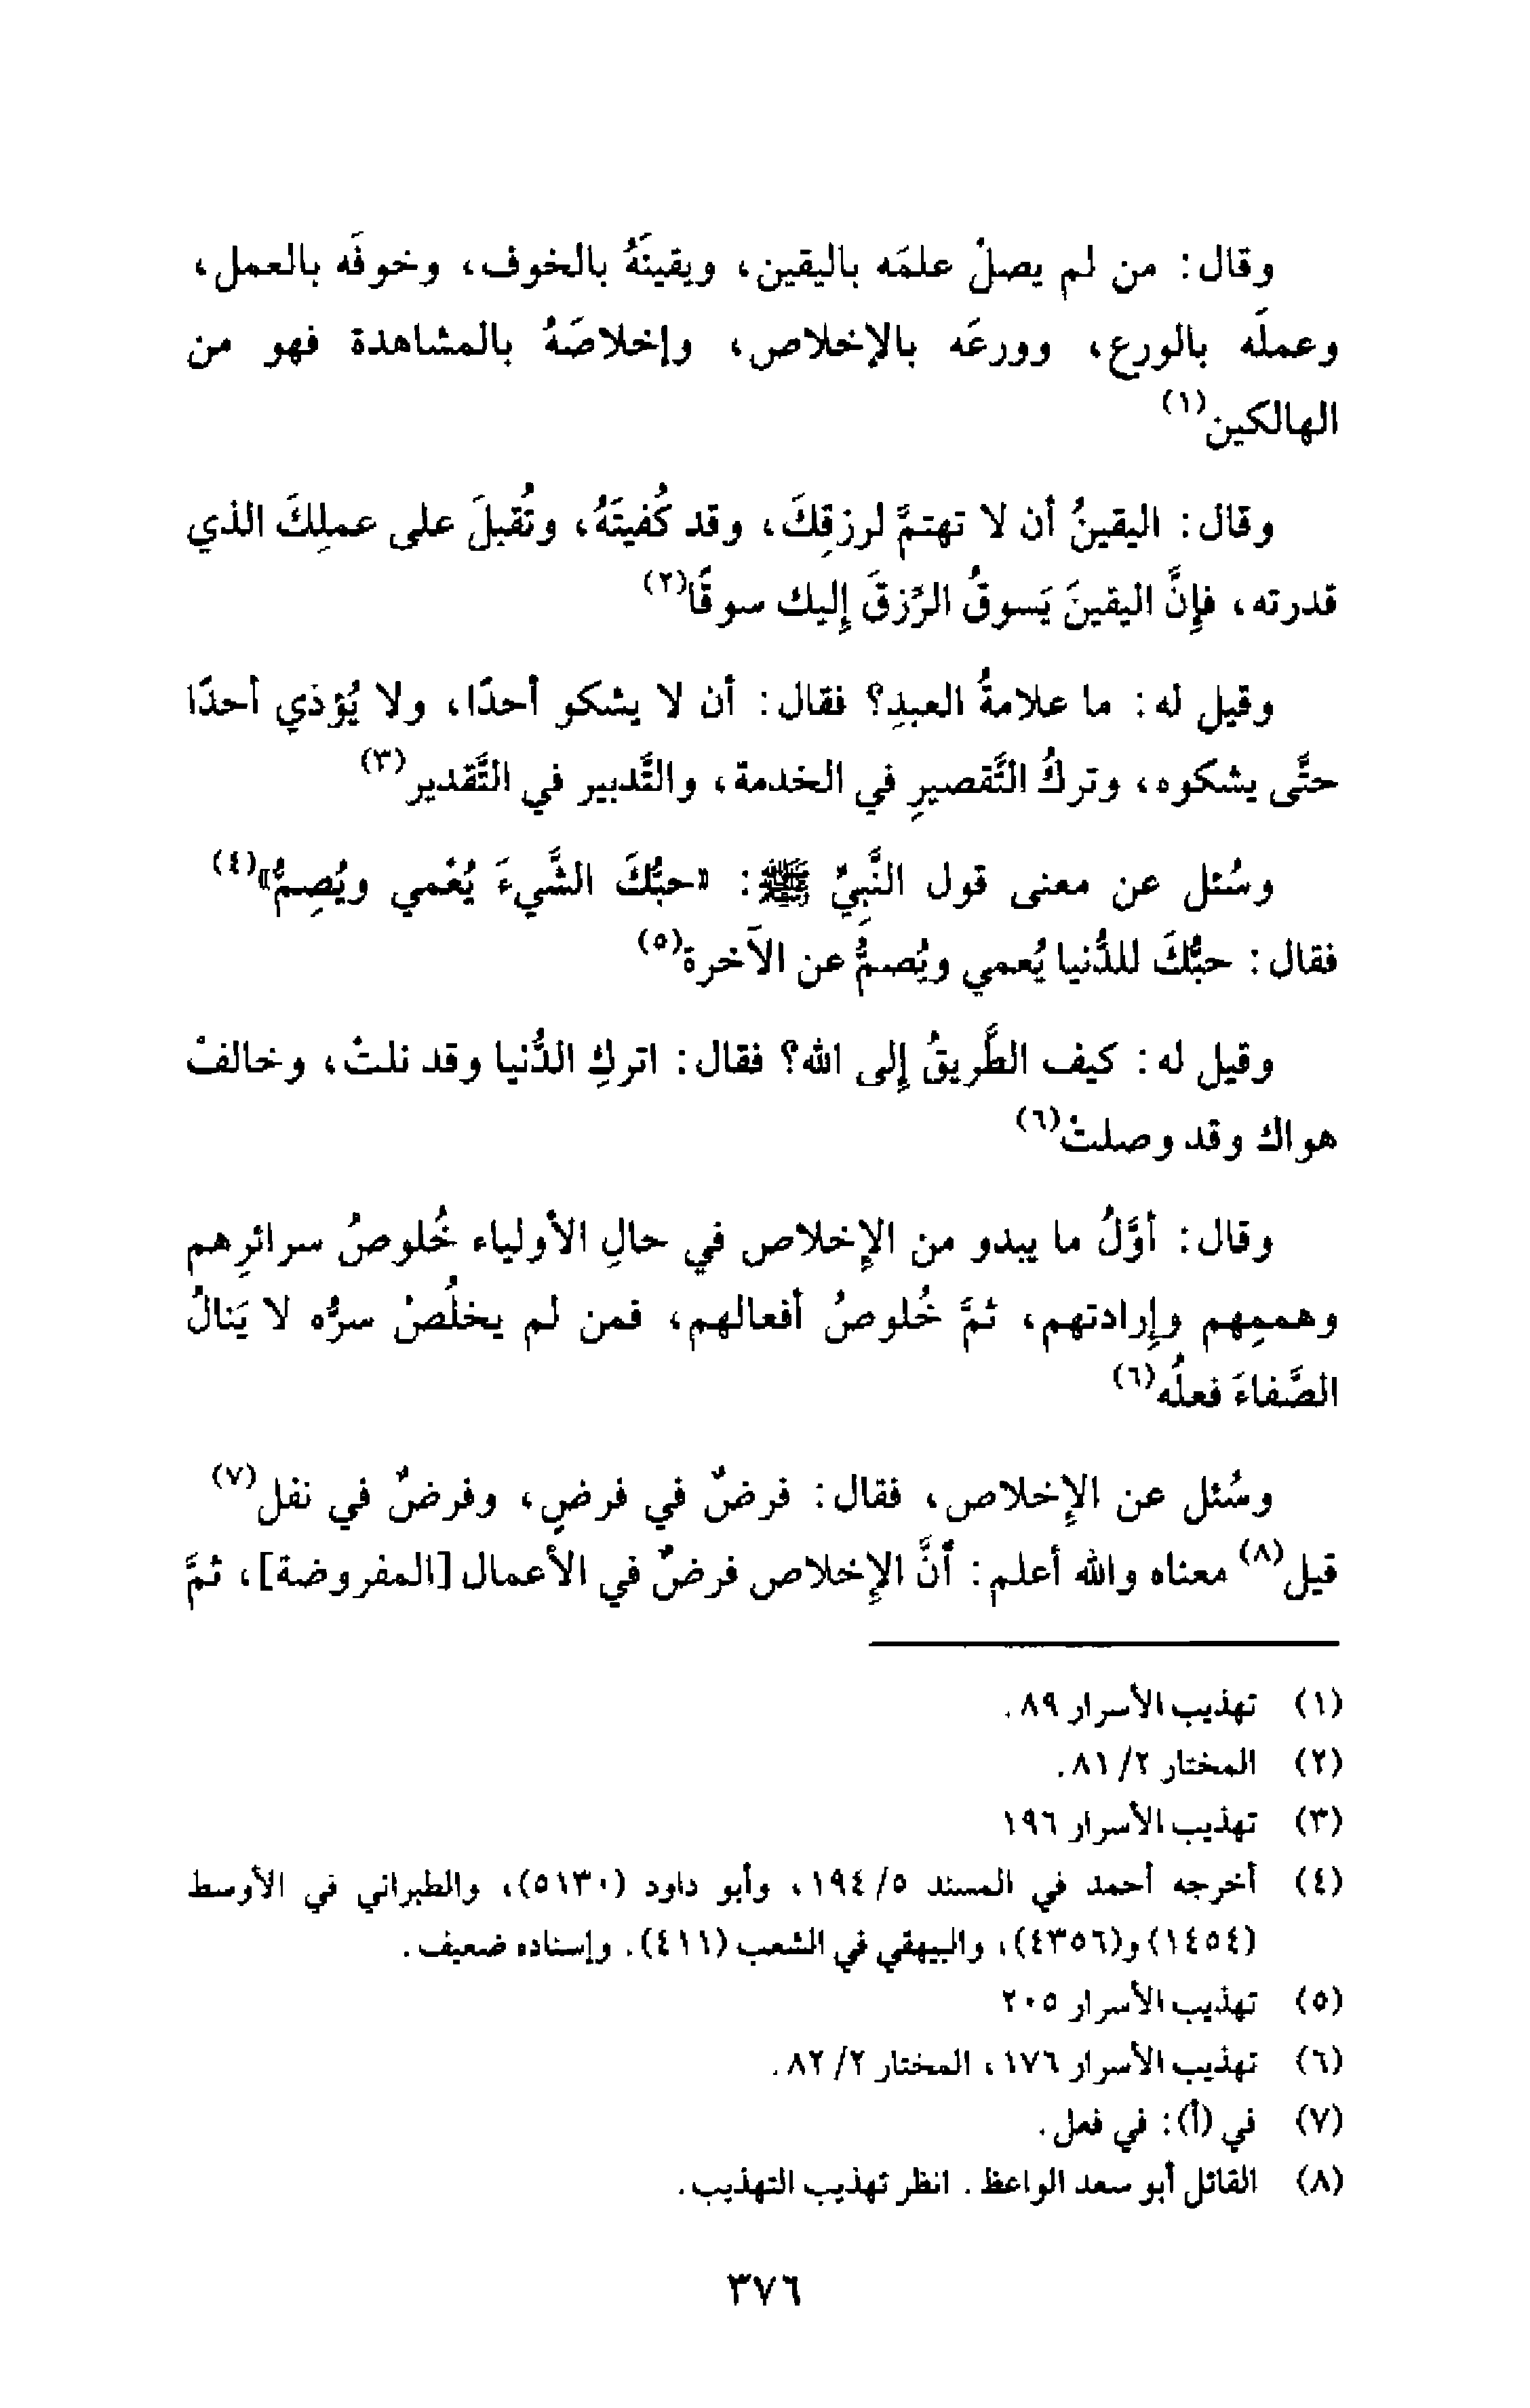 وقال: من لم يصلْ علمَه باليقين، ويقينَهُ بالخوف، وخوفَه بالعمل،
وعملَه بالورع، وورعَه بالإخلاص، وإخلاصَهُ بالمشاهدة فهو من
الهالكين(١)
وقال: اليقينُ أن لا تهتمَّ لرزقِكَ، وقد كُفيتَهُ، وتُقبلَ على عملِكَ الذي
قدرته، فإنَّ اليقينَ يَسوقُ الرِّزقَ إليك سوقًا(٢)
وقيل له: ما علامةُ العبدِ؟ فقال: أن لا يشكو أحدًا، ولا يُؤذي أحدًا
حتَّى يشكوه، وتركُ التَّقصيرِ في الخدمة، والتَّدبير في التَّقدير(٣)
وسُئل عن معنى قول النَّبيِّ ﷺ: «حبُّكَ الشَّيءَ يُعْمي ويُصِمُّ»(٤)
فقال: حبُّكَ للدُّنيا يُعمي ويُصمُّ عن الآخرة(٥)
وقيل له: كيف الطَّريقُ إلى الله؟ فقال: اتركِ الدُّنيا وقد نلتْ، وخالفْ
هواك وقد وصلتْ(٦)
وقال: أوَّلُ ما يبدو من الإخلاص في حالِ الأولياء خُلوصُ سرائرِهم
وهممِهم وإرادتهم، ثمَّ خُلوصُ أفعالهم، فمن لم يخلُصْ سرُّه لا يَنالُ
الصَّفاءَ فعلُه(٦)
وسُئل عن الإخلاص، فقال: فرضٌ في فرضٍ، وفرضٌ في نفل(٧)
قيل(٨) معناه والله أعلم: أنَّ الإخلاص فرضٌ في الأعمال [المفروضة]، ثمَّ
(١) تهذيب الأسرار ٨٩.
(٢) المختار ٢/ ٨١.
(٣) تهذيب الأسرار ١٩٦
(٤) أخرجه أحمد في المسند ٥/ ١٩٤، وأبو داود (٥١٣٠)، والطبراني في الأوسط
(١٤٥٤) و(٤٣٥٦)، والبيهقي في الشعب (٤١١). وإسناده ضعيف.
(٥) تهذيب الأسرار ٢٠٥
(٦) تهذيب الأسرار ١٧٦، المختار ٢/ ٨٢.
(٧) في (أ): في فعل.
(٨) القائل أبو سعد الواعظ. انظر تهذيب التهذيب.
٣٧٦